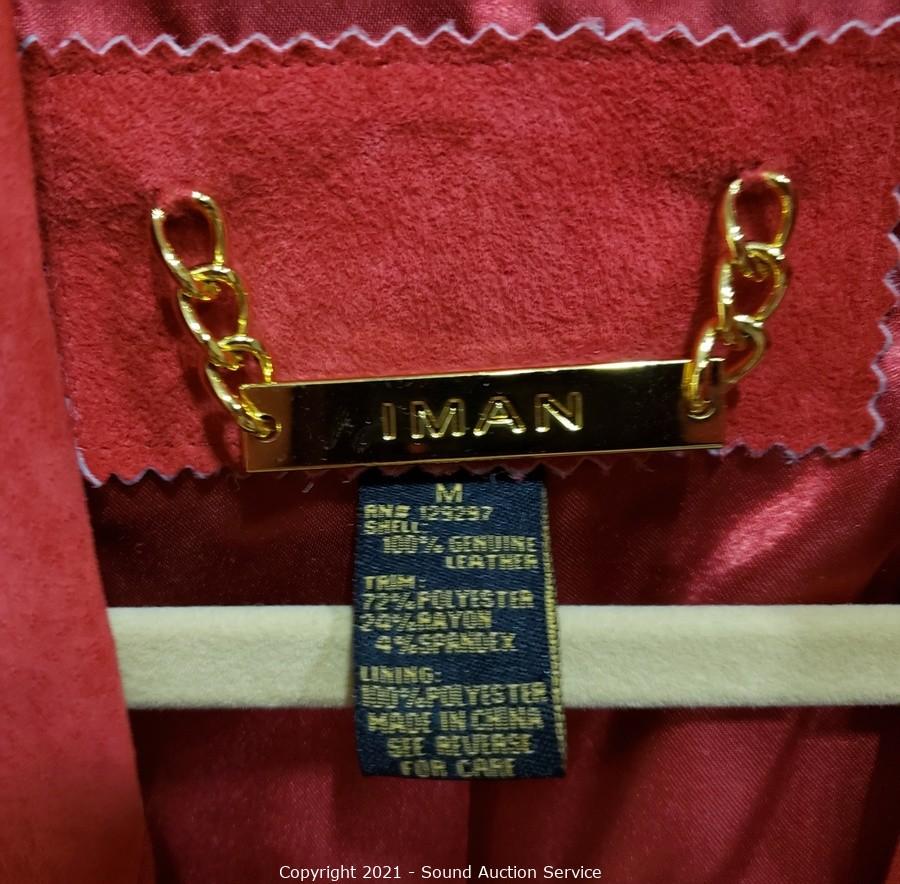 IMAN
M
RN# 129297
SHELL:
100% GENUINE
LEATHER
TRIM:
72% POLYESTER
24% RAYON
4% SPANDEX
LINING:
100% POLYESTER
MADE IN CHINA
SEE REVERSE
FOR CARE
Copyright 2021 - Sound Auction Service